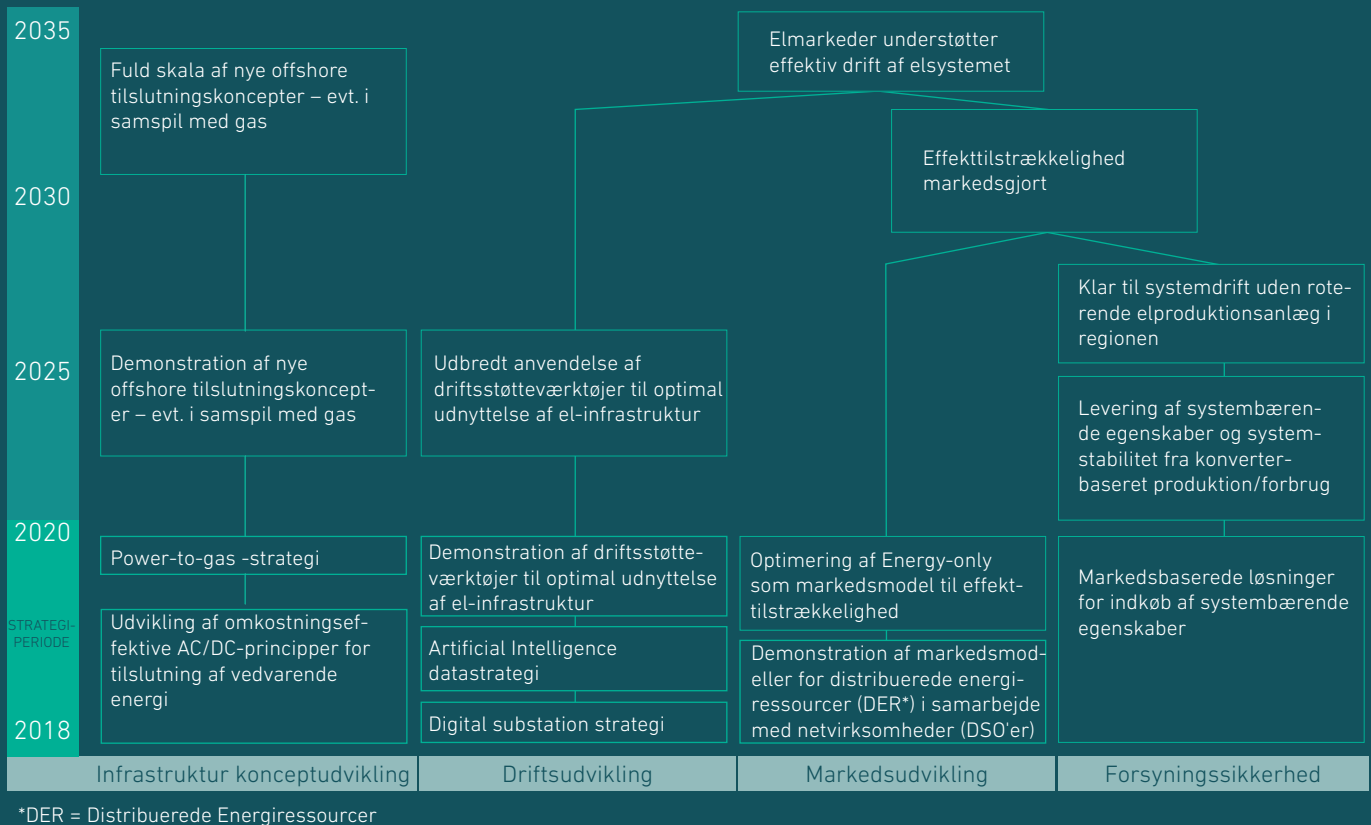 2035
Elmarkeder understøtter
effektiv drift af elsystemet
Fuld skala af nye offshore
tilslutningskoncepter – evt. i
samspil med gas
Effekttilstrækkelighed
markedsgjort
2030
Klar til systemdrift uden rote-
rende elproduktionsanlæg i
regionen
2025
Demonstration af nye
offshore tilslutningskoncept-
er – evt. i samspil med gas
Udbredt anvendelse af
driftsstøtteværktøjer til optimal
udnyttelse af el-infrastruktur
Levering af systembæren-
de egenskaber og system-
stabilitet fra konverter-
baseret produktion/forbrug
2020
Power-to-gas -strategi
Demonstration af driftsstøtte-
værktøjer til optimal udnyttelse
af el-infrastruktur
Optimering af Energy-only
som markedsmodel til effekt-
tilstrækkelighed
Markedsbaserede løsninger
for indkøb af systembærende
egenskaber
STRATEGI-
PERIODE
Udvikling af omkostningsef-
fektive AC/DC-principper for
tilslutning af vedvarende
energi
Artificial Intelligence
datastrategi
Demonstration af markedsmod-
eller for distribuerede energi-
ressourcer (DER*) i samarbejde
med netvirksomheder (DSO'er)
Digital substation strategi
2018
Infrastruktur konceptudvikling
Driftsudvikling
Markedsudvikling
Forsyningssikkerhed
*DER = Distribuerede Energiressourcer